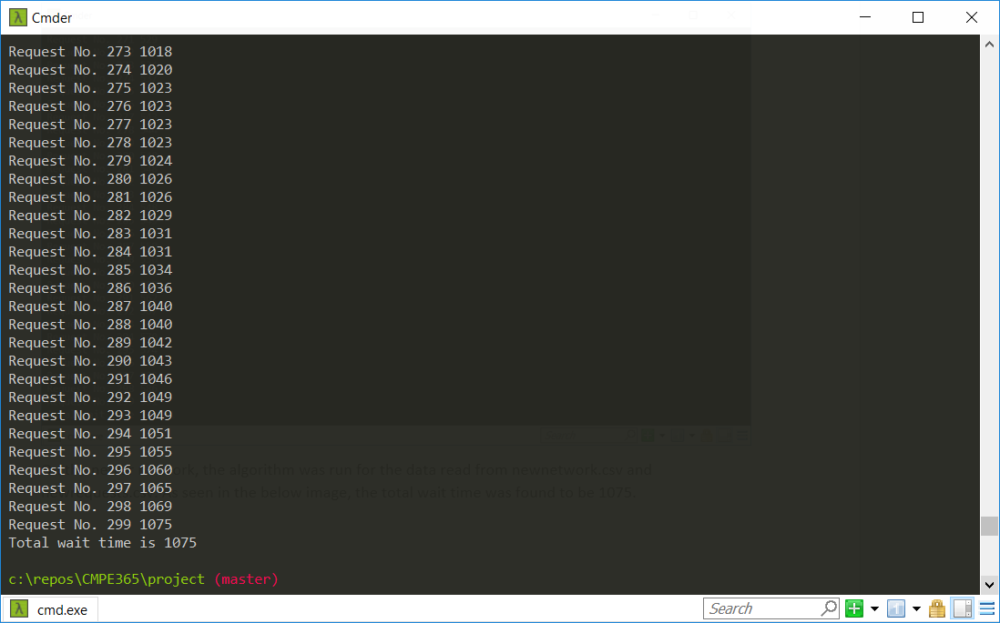 Cmder
Request No. 273 1018
Request No. 274 1020
Request No. 275 1023
Request No. 276 1023
Request No. 277 1023
Request No. 278 1023
Request No. 279 1024
Request No. 280 1026
Request No. 281 1026
Request No. 282 1029
Request No. 283 1031
Request No. 284 1031
Request No. 285 1034
Request No. 286 1036
Request No. 287 1040
Request No. 288 1040
Request No. 289 1042
Request No. 290 1043
Request No. 291 1046
Request No. 292 1049
Request No. 293 1049
Request No. 294 1051
Request No. 295 1055
Request No. 296 1060
the algorithm was run for the data read from newnetwork.csv and
Request No. 297 1065
seen in the below image, the total wait time was found to be 1075.
Request No. 298 1069
Request No. 299 1075
Total wait time is 1075
c:\repos\CMPE365\project (master)
cmd.exe
Search